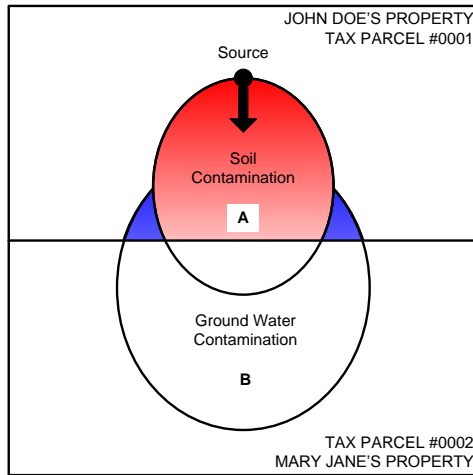 JOHN DOE'S PROPERTY
TAX PARCEL #0001
Source
Soil
Contamination
A
Ground Water
Contamination
B
TAX PARCEL #0002
MARY JANE'S PROPERTY